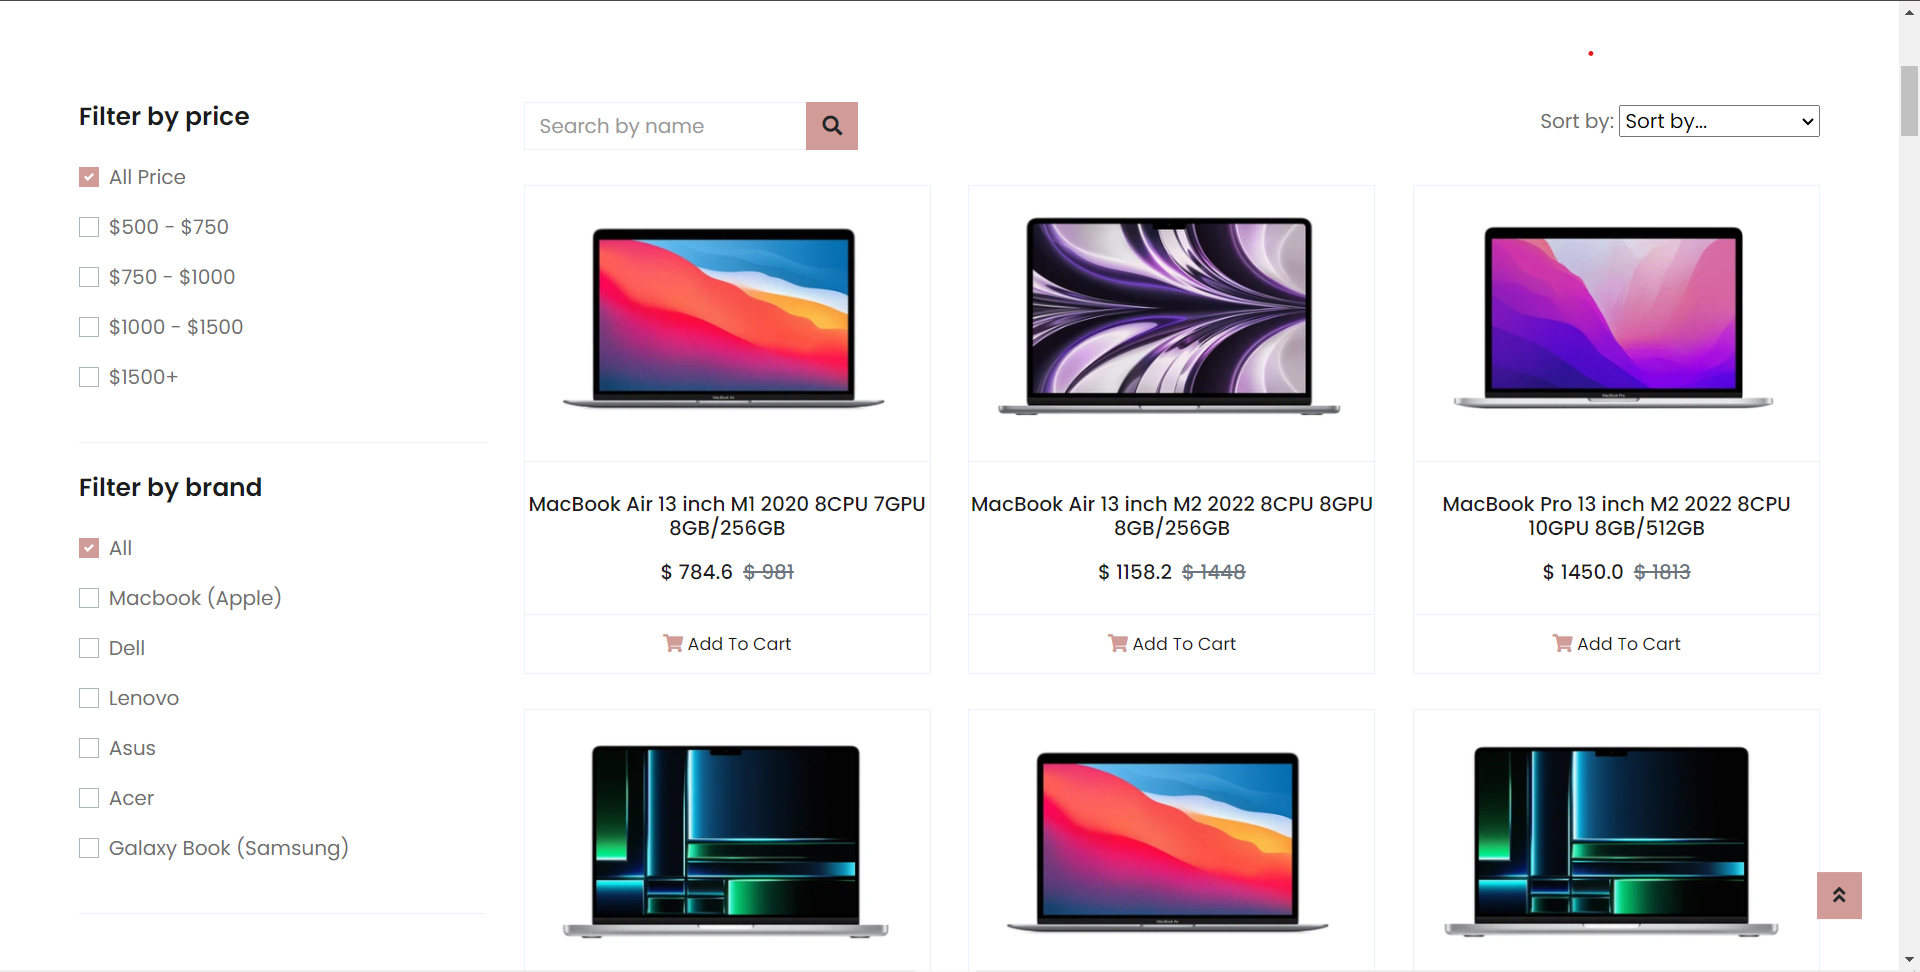 Filter by price
All Price
$500 - $750
$750 - $1000
$1000 - $1500
$1500+
Filter by brand
All
Macbook (Apple)
Dell
Lenovo
Asus
Acer
Galaxy Book (Samsung)
Search by name
Sort by: Sort by...
MacBook Air 13 inch M1 2020 8CPU 7GPU
8GB/256GB
$ 784.6 $ 981
Add To Cart
MacBook Air 13 inch M2 2022 8CPU 8GPU
8GB/256GB
$ 1158.2 $ 1448
Add To Cart
MacBook Pro 13 inch M2 2022 8CPU
10GPU 8GB/512GB
$ 1450.0 $ 1813
Add To Cart